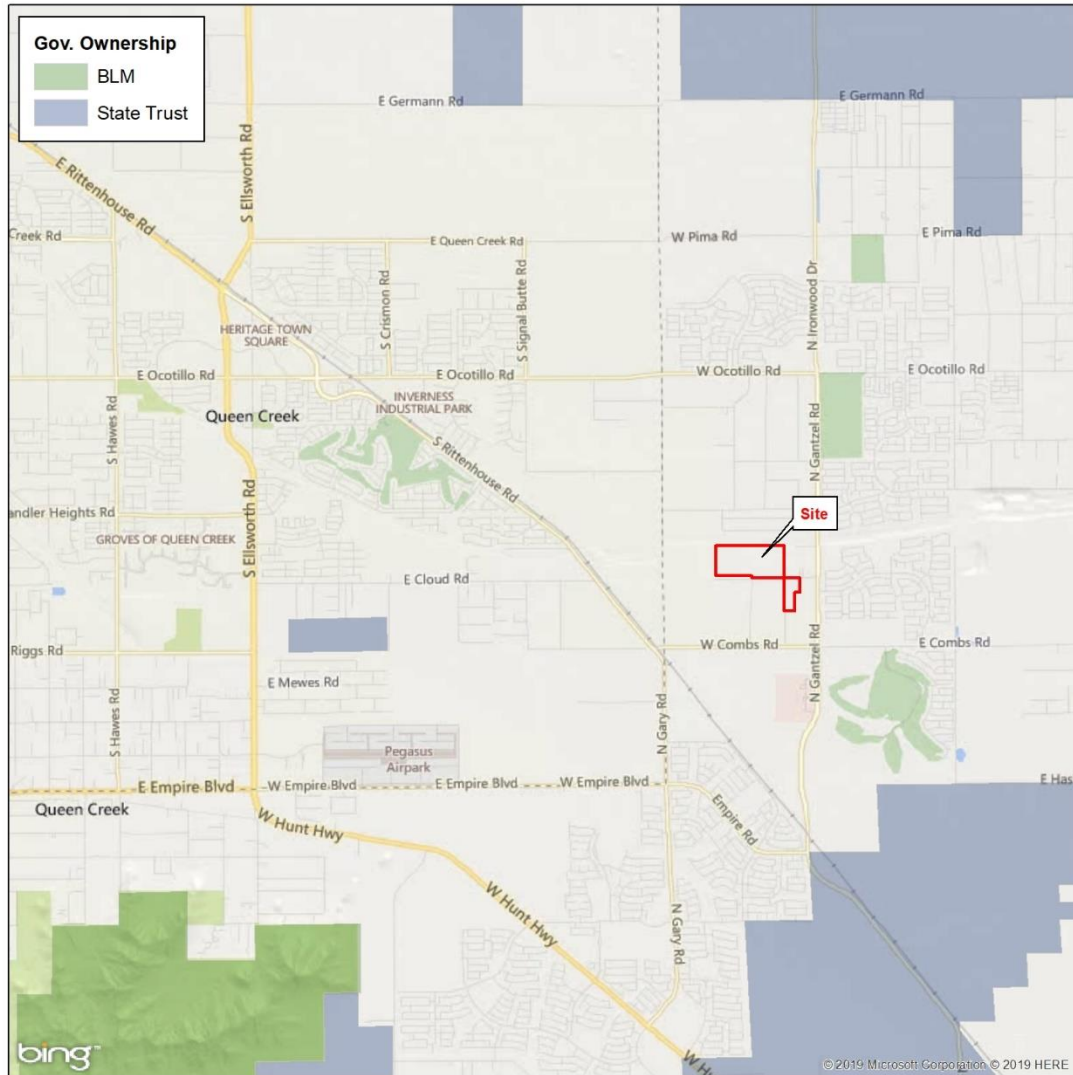 Gov. Ownership
BLM
State Trust
E Germann Rd
E Germann Rd
S Ellsworth Rd
E Rittenhouse Rd
Creek Rd
E Queen Creek Rd
W Pima Rd
E Pima Rd
S Crismon Rd
S Signal Butte Rd
N Ironwood Dr
HERITAGE TOWN
SQUARE
E Ocotillo Rd
E Ocotillo Rd
W Ocotillo Rd
E Ocotillo Rd
S Hawes Rd
Queen Creek
INVERNESS
INDUSTRIAL PARK
N Gantzel Rd
S Rittenhouse Rd
andler Heights Rd
GROVES OF QUEEN CREEK
S Ellsworth Rd
Site
E Cloud Rd
Riggs Rd
W Combs Rd
E Combs Rd
N Gantzel Rd
E Mewes Rd
S Hawes Rd
N Gary Rd
Pegasus
Airpark
E Empire Blvd
W Empire Blvd
E Empire Blvd
W Empire Blvd
E Has
Queen Creek
W Hunt Hwy
Empire Rd
W Hunt Hwy
N Gary Rd
W H
bing™
© 2019 Microsoft Corporation © 2019 HERE